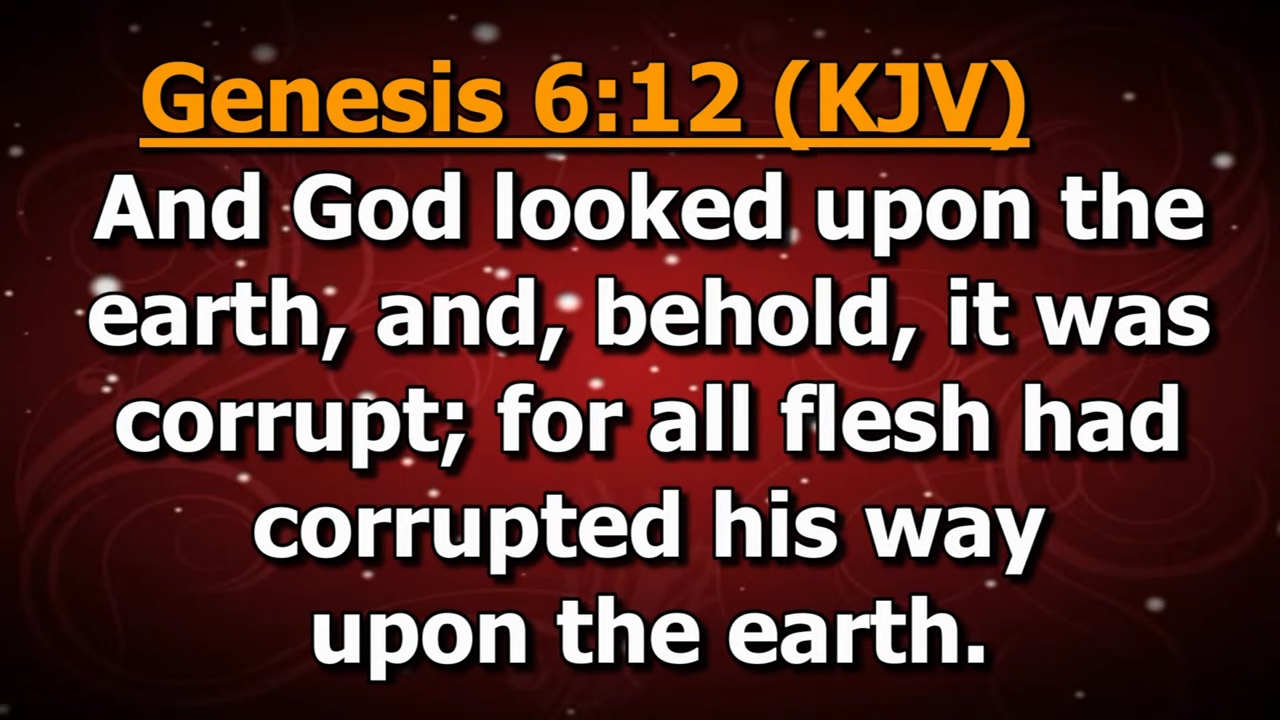 Genesis 6:12 (KJV)
And God looked upon the
earth, and, behold, it was
corrupt; for all flesh had
corrupted his way
upon the earth.